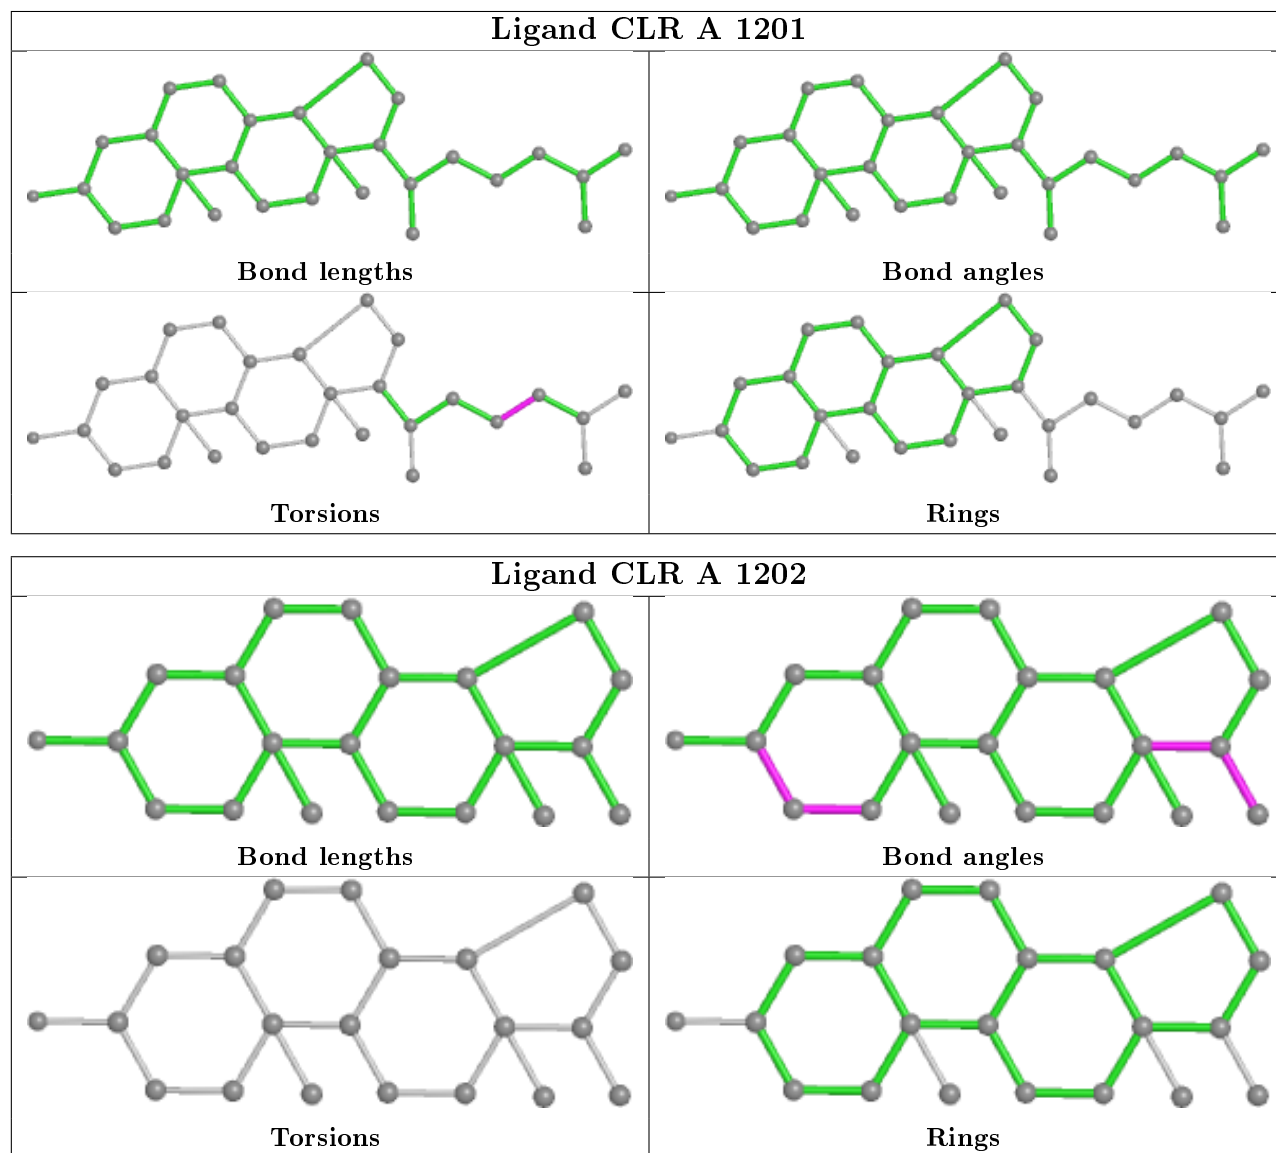 Ligand CLR A 1201
Bond lengths
Bond angles
Torsions
Rings
Ligand CLR A 1202
Bond lengths
Bond angles
Torsions
Rings